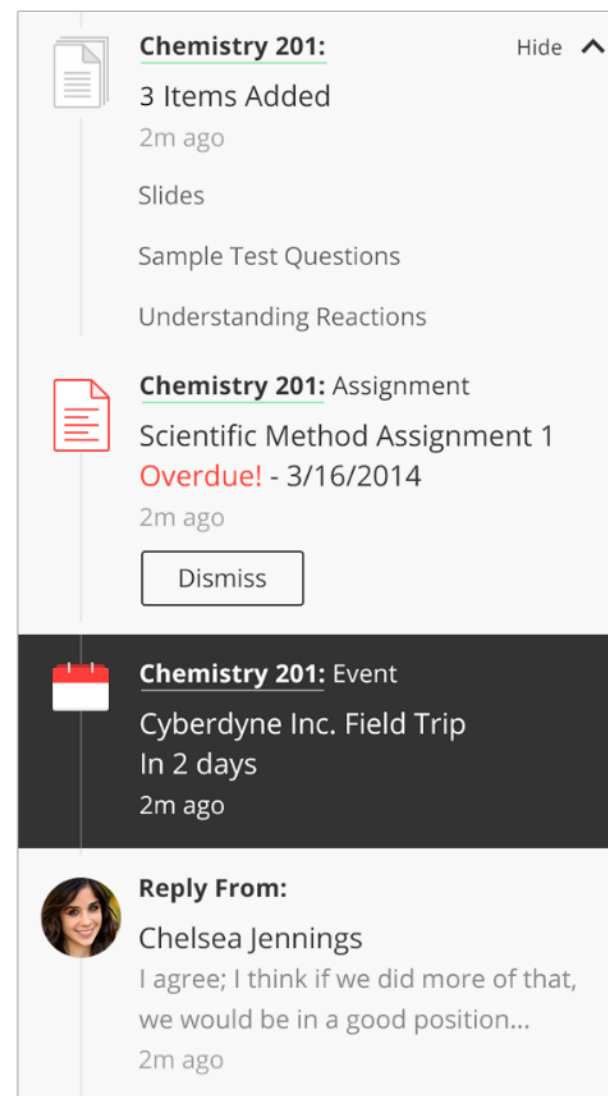 Chemistry 201: Hide
3 Items Added
2m ago
Slides
Sample Test Questions
Understanding Reactions
Chemistry 201: Assignment
Scientific Method Assignment 1
Overdue! - 3/16/2014
2m ago
Dismiss
Chemistry 201: Event
Cyberdyne Inc. Field Trip
In 2 days
2m ago
Reply From:
Chelsea Jennings
I agree; I think if we did more of that,
we would be in a good position...
2m ago